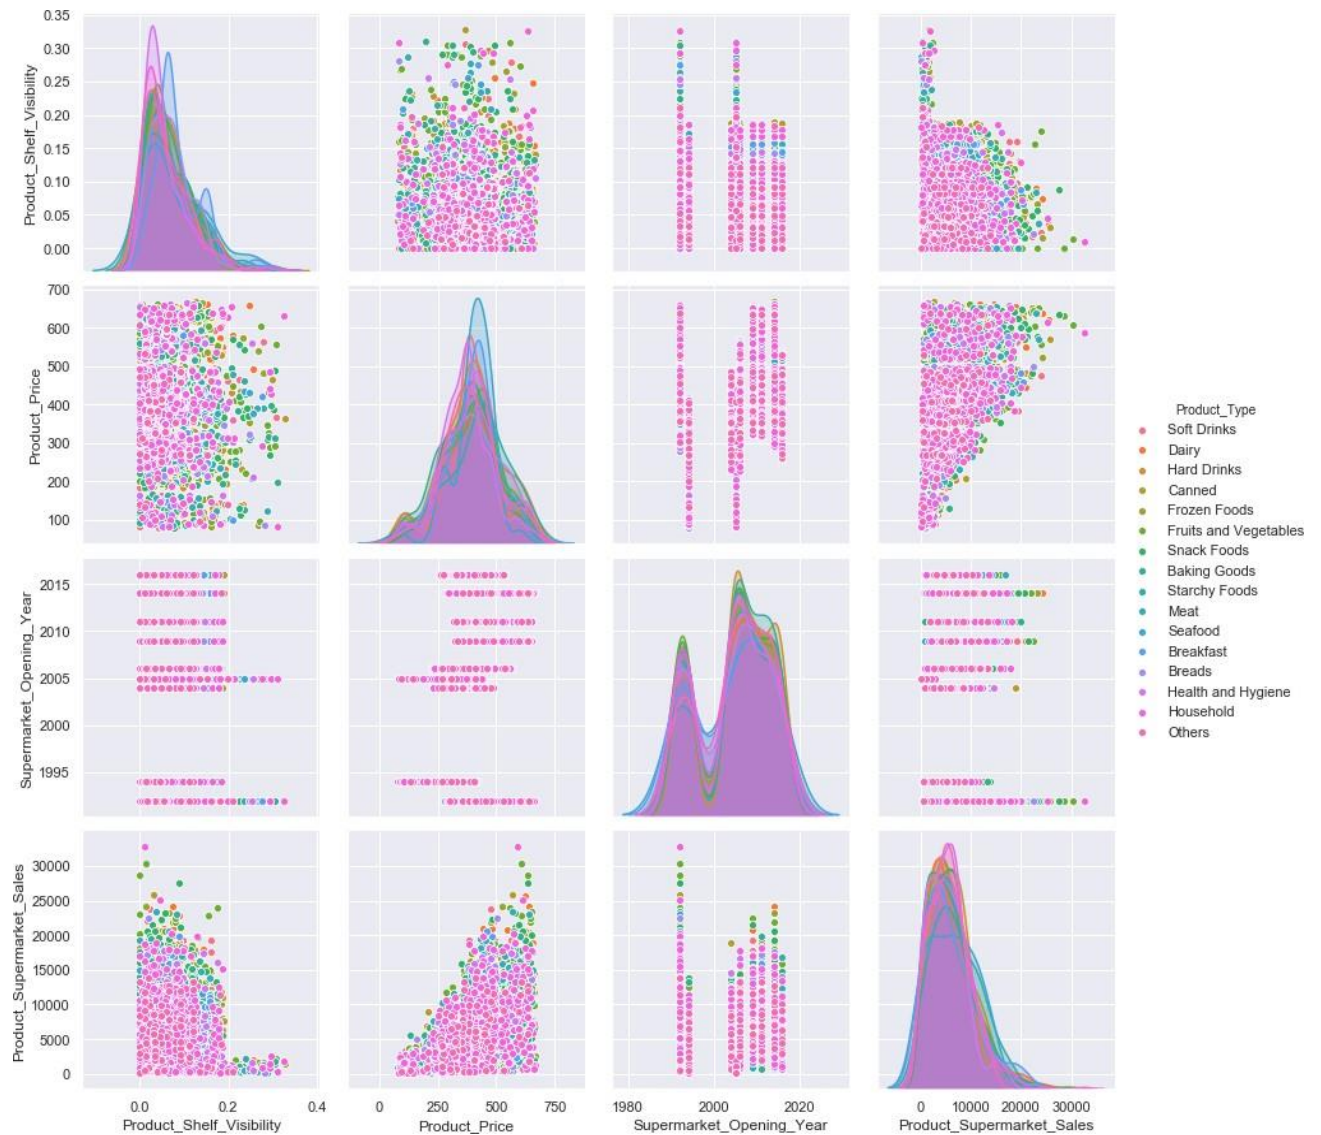 0.35
0.30
0.25
0.20
0.15
0.10
0.05
0.00
Product_Shelf_Visibility
700
600
500
400
300
200
100
Product_Price
2015
2010
2005
2000
1995
Supermarket_Opening_Year
30000
25000
20000
15000
10000
5000
0
Product_Supermarket_Sales
0.0 0.2 0.4
Product_Shelf_Visibility
0 250 500 750
Product_Price
1980 2000 2020
Supermarket_Opening_Year
0 10000 20000 30000
Product_Supermarket_Sales
Product_Type
Soft Drinks
Dairy
Hard Drinks
Canned
Frozen Foods
Fruits and Vegetables
Snack Foods
Baking Goods
Starchy Foods
Meat
Seafood
Breakfast
Breads
Health and Hygiene
Household
Others